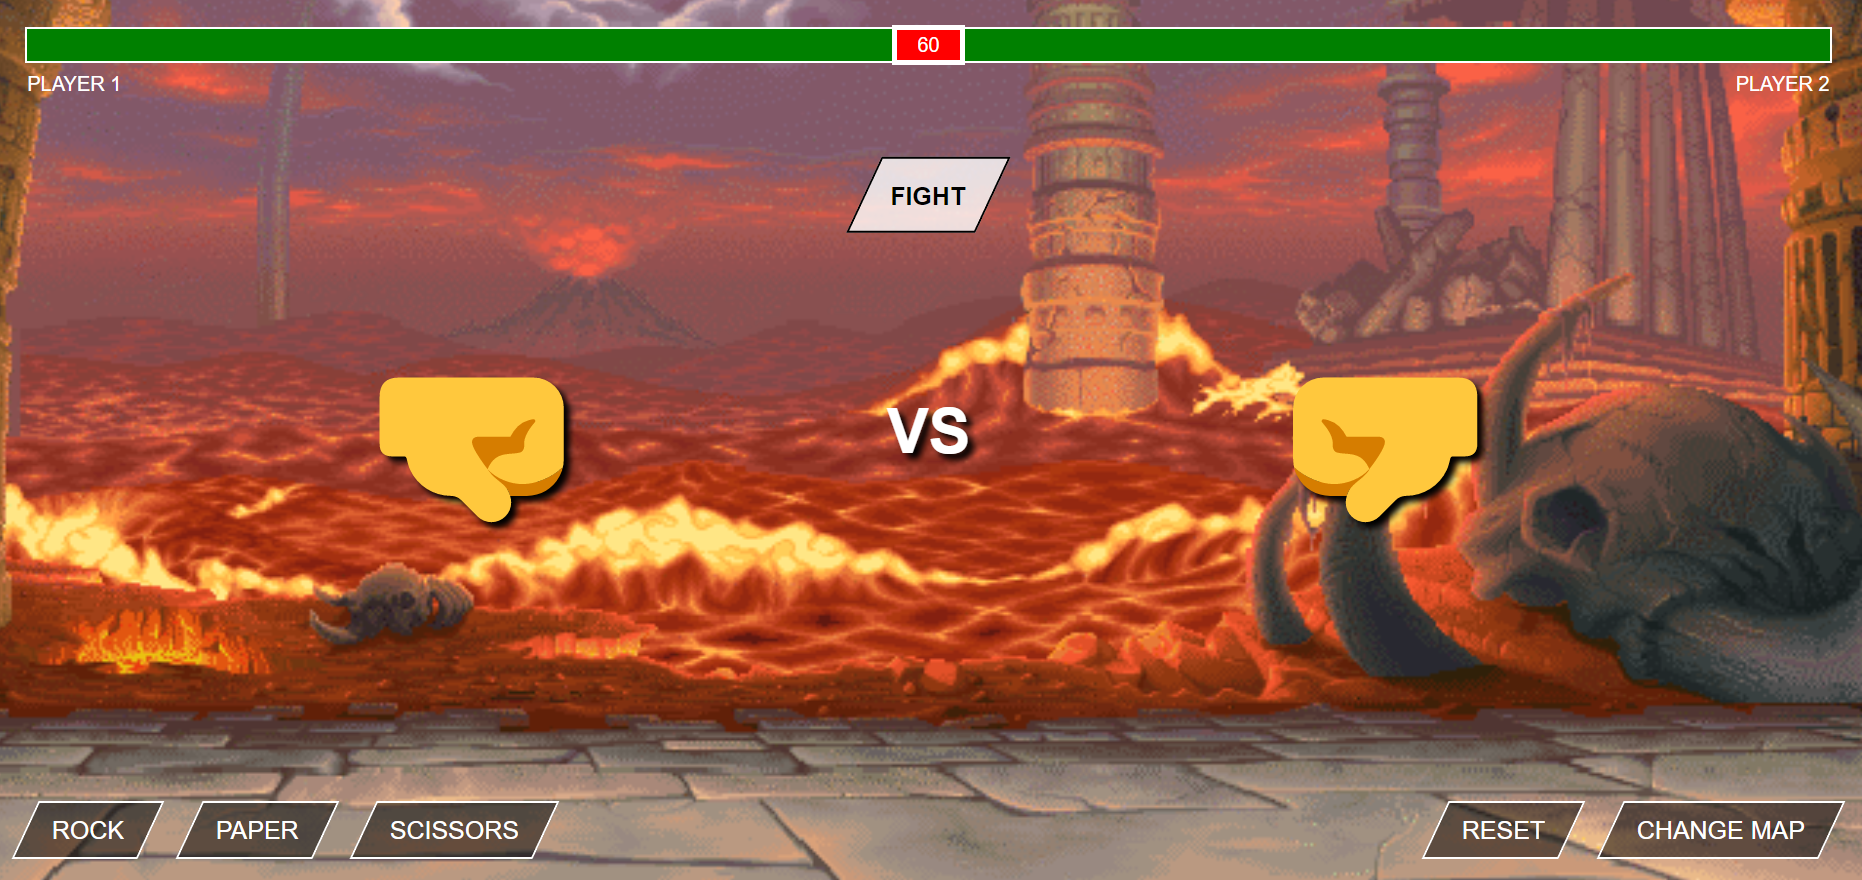 60
PLAYER 1
PLAYER 2
FIGHT
VS
ROCK
PAPER
SCISSORS
RESET
CHANGE MAP